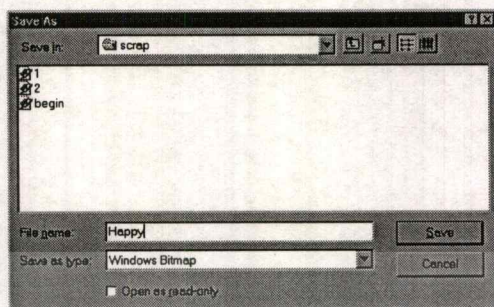 Save As
Save in: scrap
1
2
begin
File name: Happy Save
Save as type: Windows Bitmap Cancel
Open as read-only